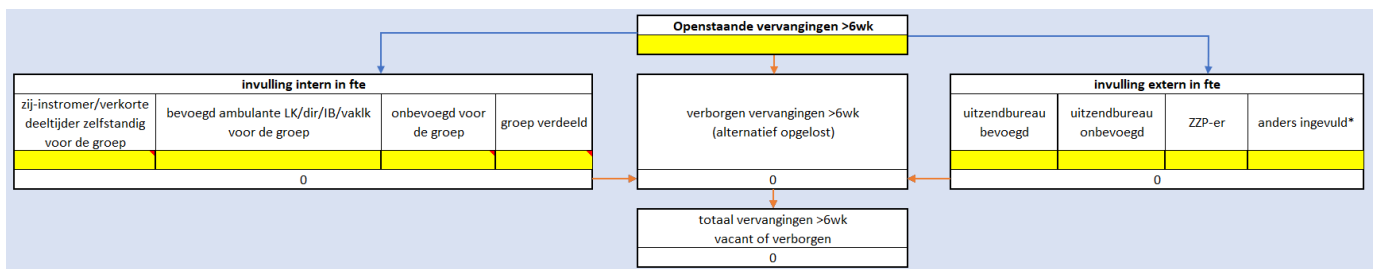 Openstaande vervangingen >6wk
invulling intern in fte
zij-instromer/verkorte
deeltijder zelfstandig
voor de groep
bevoegd ambulante LK/dir/IB/vaklk
voor de groep
onbevoegd voor
de groep
groep verdeeld
0
verborgen vervangingen >6wk
(alternatief opgelost)
0
invulling extern in fte
uitzendbureau
bevoegd
uitzendbureau
onbevoegd
ZZP-er
anders ingevuld*
0
totaal vervangingen >6wk
vacant of verborgen
0